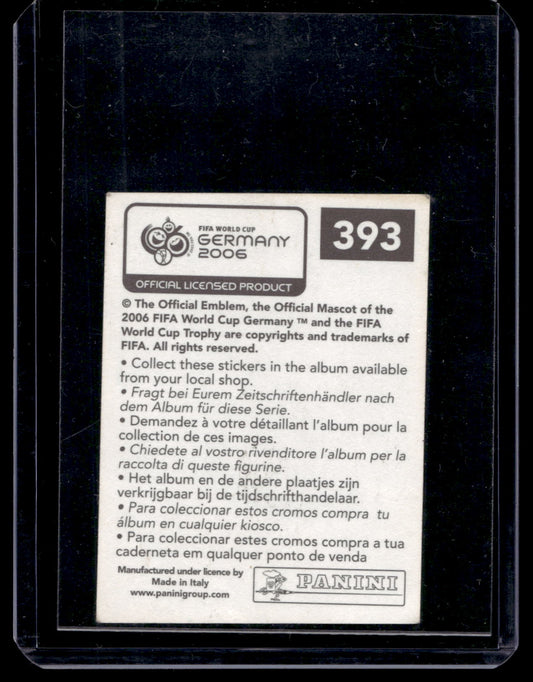 FIFA WORLD CUP
GERMANY
2006
393
OFFICIAL LICENSED PRODUCT
© The Official Emblem, the Official Mascot of the
2006 FIFA World Cup Germany ™ and the FIFA
World Cup Trophy are copyrights and trademarks of
FIFA. All rights reserved.
• Collect these stickers in the album available
from your local shop.
• Fragt bei Eurem Zeitschriftenhändler nach
dem Album für diese Serie.
• Demandez à votre détaillant l'album pour la
collection de ces images.
• Chiedete al vostro rivenditore l'album per la
raccolta di queste figurine.
• Het album en de andere plaatjes zijn
verkrijgbaar bij de tijdschrifthandelaar.
• Para coleccionar estos cromos compra tu
álbum en cualquier kiosco.
• Para coleccionar estes cromos compra a tua
caderneta em qualquer ponto de venda
Manufactured under licence by
Made in Italy
www.paninigroup.com
PANINI